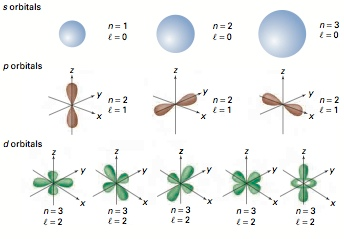 s orbitals
n = 1
ℓ = 0
n = 2
ℓ = 0
n = 3
ℓ = 0
p orbitals
z
y
x
n = 2
ℓ = 1
z
y
x
n = 2
ℓ = 1
z
y
x
n = 2
ℓ = 1
d orbitals
z
y
x
n = 3
ℓ = 2
z
y
x
n = 3
ℓ = 2
z
y
x
n = 3
ℓ = 2
z
y
x
n = 3
ℓ = 2
z
y
x
n = 3
ℓ = 2